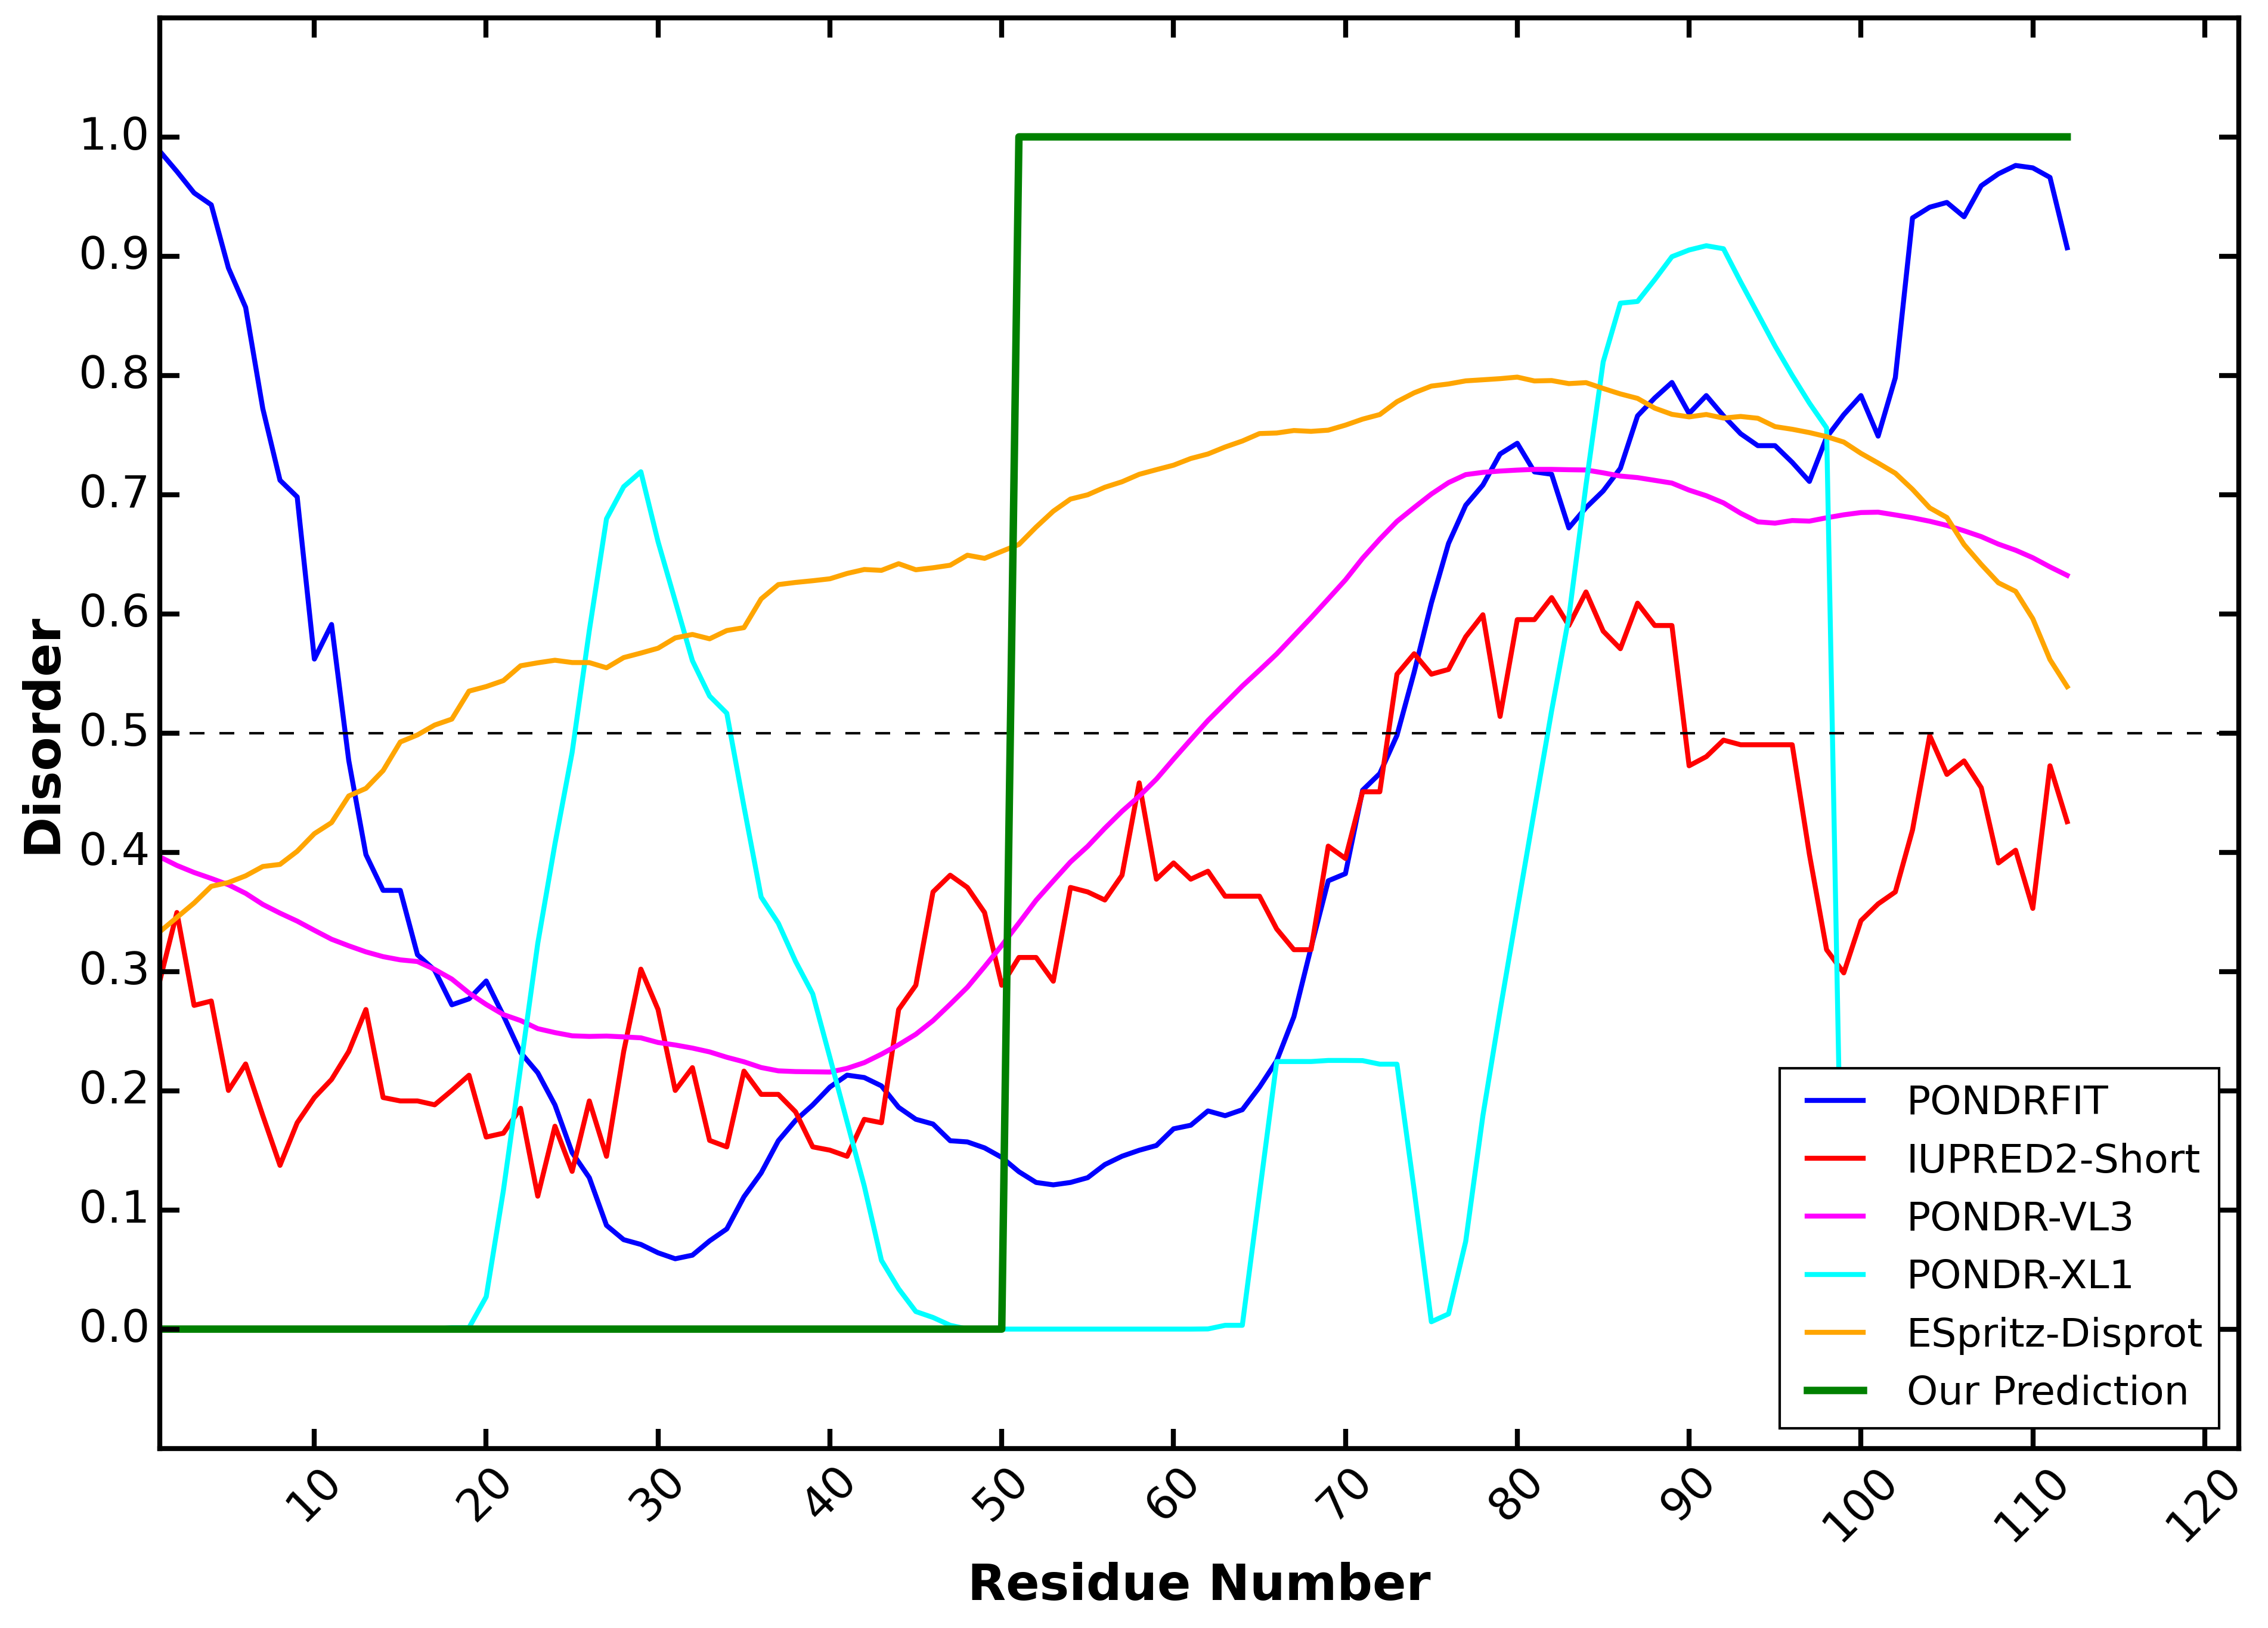 1.0
0.9
0.8
0.7
0.6
0.5
0.4
0.3
0.2
0.1
0.0
Disorder
10 20 30 40 50 60 70 80 90 100 110 120
Residue Number
PONDRFIT
IUPRED2-Short
PONDR-VL3
PONDR-XL1
ESpritz-Disprot
Our Prediction